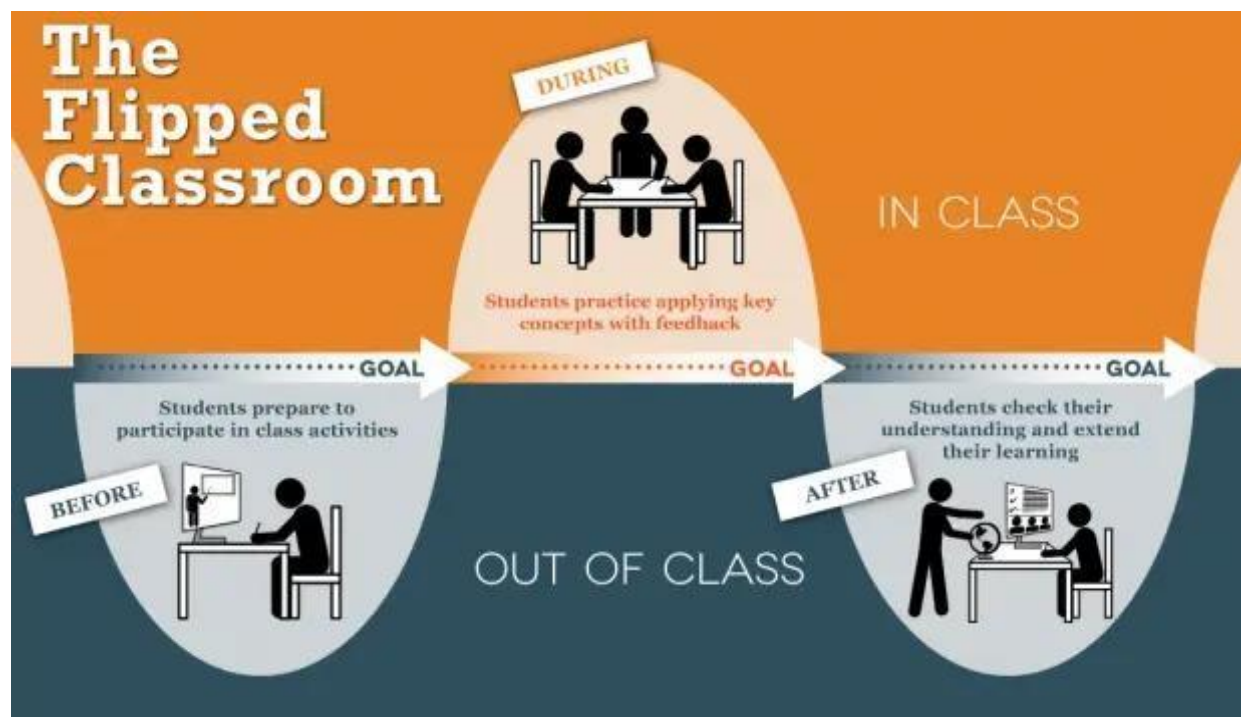 The
Flipped
Classroom
DURING
IN CLASS
Students practice applying key
concepts with feedback
GOAL
GOAL
GOAL
Students prepare to
participate in class activities
BEFORE
Students check their
understanding and extend
their learning
AFTER
OUT OF CLASS